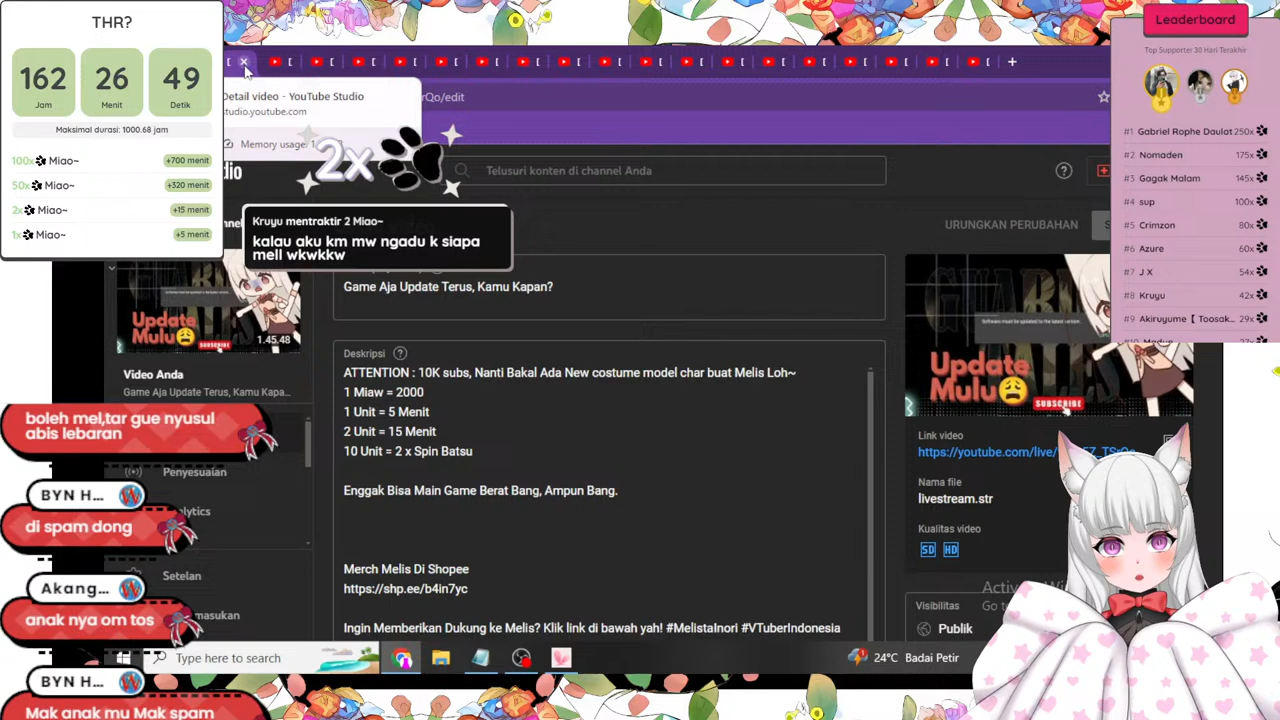 THR?
162
26
49
Jam
Menit
Detik
Maksimal durasi: 1000.68 jam
100x Miao~ +700 menit
50x Miao~ +320 menit
2x Miao~ +15 menit
1x Miao~ +5 menit
Detail video - YouTube Studio
studio.youtube.com
Memory usage:
rQo/edit
2x
Kruyu mentraktir 2 Miao~
kalau aku km mw ngadu k siapa
mell wkwkkw
Telusuri konten di channel Anda
URUNGKAN PERUBAHAN
Game Aja Update Terus, Kamu Kapan?
Update
Mulu
SUBSCRIBE
1.45.48
Video Anda
Game Aja Update Terus, Kamu Kapan...
Deskripsi
ATTENTION : 10K subs, Nanti Bakal Ada New costume model char buat Melis Loh~
1 Miaw = 2000
1 Unit = 5 Menit
2 Unit = 15 Menit
10 Unit = 2 x Spin Batsu
Enggak Bisa Main Game Berat Bang, Ampun Bang.
Merch Melis Di Shopee
https://shp.ee/b4in7yc
Ingin Memberikan Dukung ke Melis? Klik link di bawah yah! #MelistaInori #VTuberIndonesia
Penyesuaian
Setelan
boleh mel,tar gue nyusul
abis lebaran
BYN H...
di spam dong
Akang...
anak nya om tos
BYN H...
Mak anak mu Mak spam
Leaderboard
Top Supporter 30 Hari Terakhir
#1 Gabriel Rophe Daulat 250x
#2 Nomaden 175x
#3 Gagak Malam 145x
#4 sup 100x
#5 Crimzon 80x
#6 Azure 60x
#7 J X 54x
#8 Kruyu 42x
#9 Akiruyume【 Toosak... 29x
Update
Mulu
SUBSCRIBE
Link video
https://youtube.com/live/
Nama file
livestream.str
Kualitas video
SD HD
Visibilitas
Publik
Type here to search
24°C Badai Petir